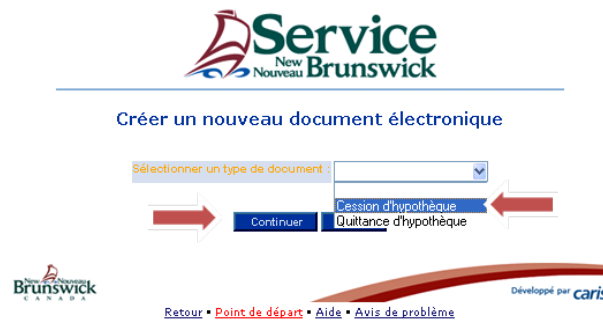 Service
New
Nouveau Brunswick
Créer un nouveau document électronique
Sélectionner un type de document :
Cession d'hypothèque
Quittance d'hypothèque
Continuer
New Nouveau
Brunswick
CANADA
Développé par caris
Retour • Point de départ • Aide • Avis de problème